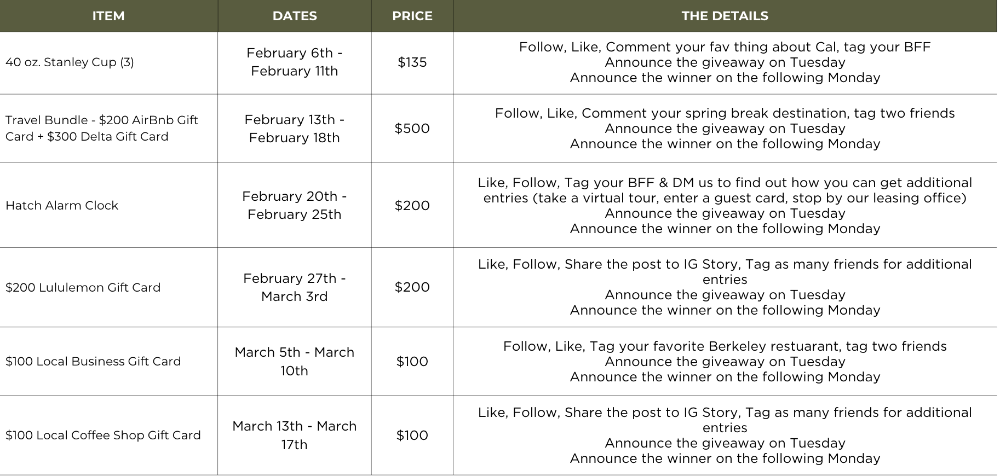 ITEM DATES PRICE THE DETAILS
40 oz. Stanley Cup (3)
February 6th -
February 11th
$135
Follow, Like, Comment your fav thing about Cal, tag your BFF
Announce the giveaway on Tuesday
Announce the winner on the following Monday
Travel Bundle - $200 AirBnb Gift
Card + $300 Delta Gift Card
February 13th -
February 18th
$500
Follow, Like, Comment your spring break destination, tag two friends
Announce the giveaway on Tuesday
Announce the winner on the following Monday
Hatch Alarm Clock
February 20th -
February 25th
$200
Like, Follow, Tag your BFF & DM us to find out how you can get additional
entries (take a virtual tour, enter a guest card, stop by our leasing office)
Announce the giveaway on Tuesday
Announce the winner on the following Monday
$200 Lululemon Gift Card
February 27th -
March 3rd
$200
Like, Follow, Share the post to IG Story, Tag as many friends for additional
entries
Announce the giveaway on Tuesday
Announce the winner on the following Monday
$100 Local Business Gift Card
March 5th - March
10th
$100
Follow, Like, Tag your favorite Berkeley restuarant, tag two friends
Announce the giveaway on Tuesday
Announce the winner on the following Monday
$100 Local Coffee Shop Gift Card
March 13th - March
17th
$100
Like, Follow, Share the post to IG Story, Tag as many friends for additional
entries
Announce the giveaway on Tuesday
Announce the winner on the following Monday